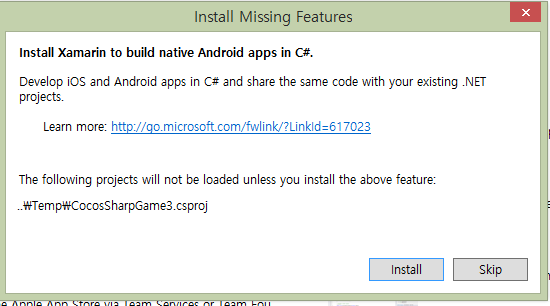 Install Missing Features
Install Xamarin to build native Android apps in C#.
Develop iOS and Android apps in C# and share the same code with your existing .NET
projects.
Learn more: http://go.microsoft.com/fwlink/?LinkId=617023
The following projects will not be loaded unless you install the above feature:
..₩Temp₩CocosSharpGame3.csproj
Install
Skip
Apple App Store via Team Services or Team Fou